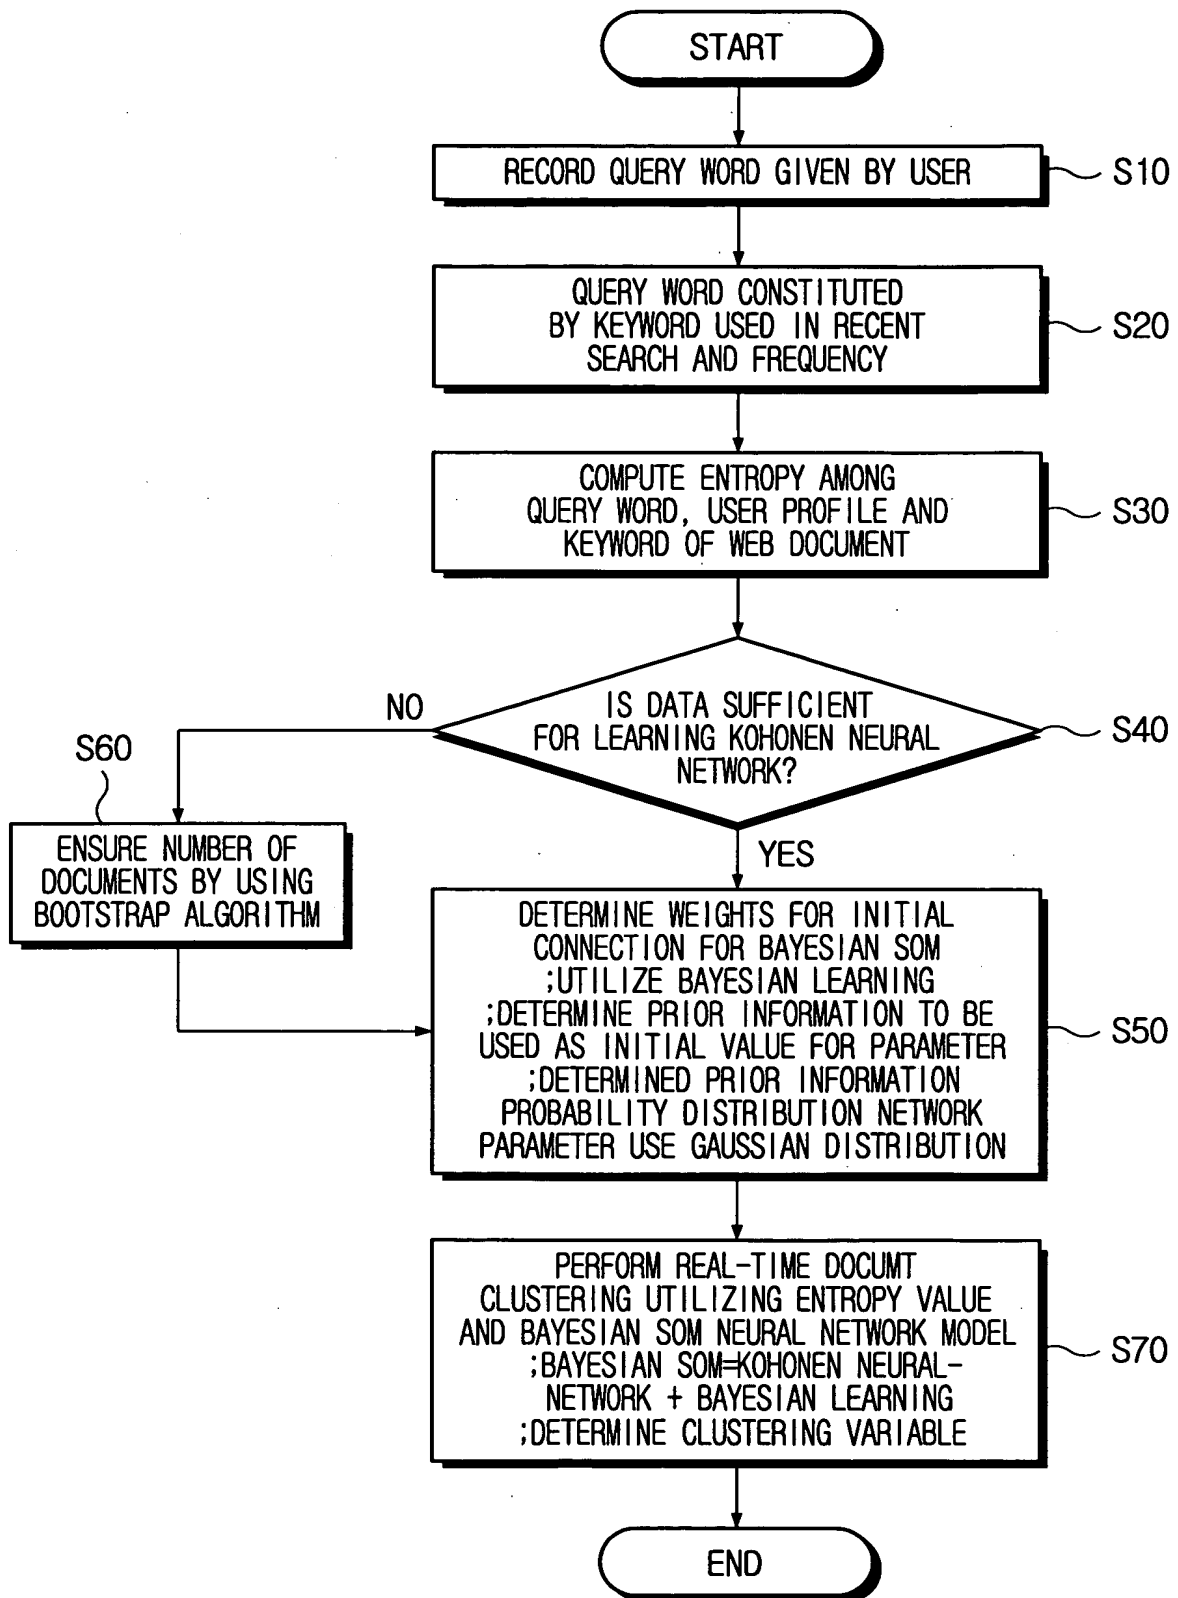 START
RECORD QUERY WORD GIVEN BY USER
S10
QUERY WORD CONSTITUTED
BY KEYWORD USED IN RECENT
SEARCH AND FREQUENCY
S20
COMPUTE ENTROPY AMONG
QUERY WORD, USER PROFILE AND
KEYWORD OF WEB DOCUMENT
S30
IS DATA SUFFICIENT
FOR LEARNING KOHONEN NEURAL
NETWORK?
S40
NO
S60
ENSURE NUMBER OF
DOCUMENTS BY USING
BOOTSTRAP ALGORITHM
YES
DETERMINE WEIGHTS FOR INITIAL
CONNECTION FOR BAYESIAN SOM
;UTILIZE BAYESIAN LEARNING
;DETERMINE PRIOR INFORMATION TO BE
USED AS INITIAL VALUE FOR PARAMETER
;DETERMINED PRIOR INFORMATION
PROBABILITY DISTRIBUTION NETWORK
PARAMETER USE GAUSSIAN DISTRIBUTION
S50
PERFORM REAL-TIME DOCUMT
CLUSTERING UTILIZING ENTROPY VALUE
AND BAYESIAN SOM NEURAL NETWORK MODEL
;BAYESIAN SOM=KOHONEN NEURAL-
NETWORK + BAYESIAN LEARNING
;DETERMINE CLUSTERING VARIABLE
S70
END